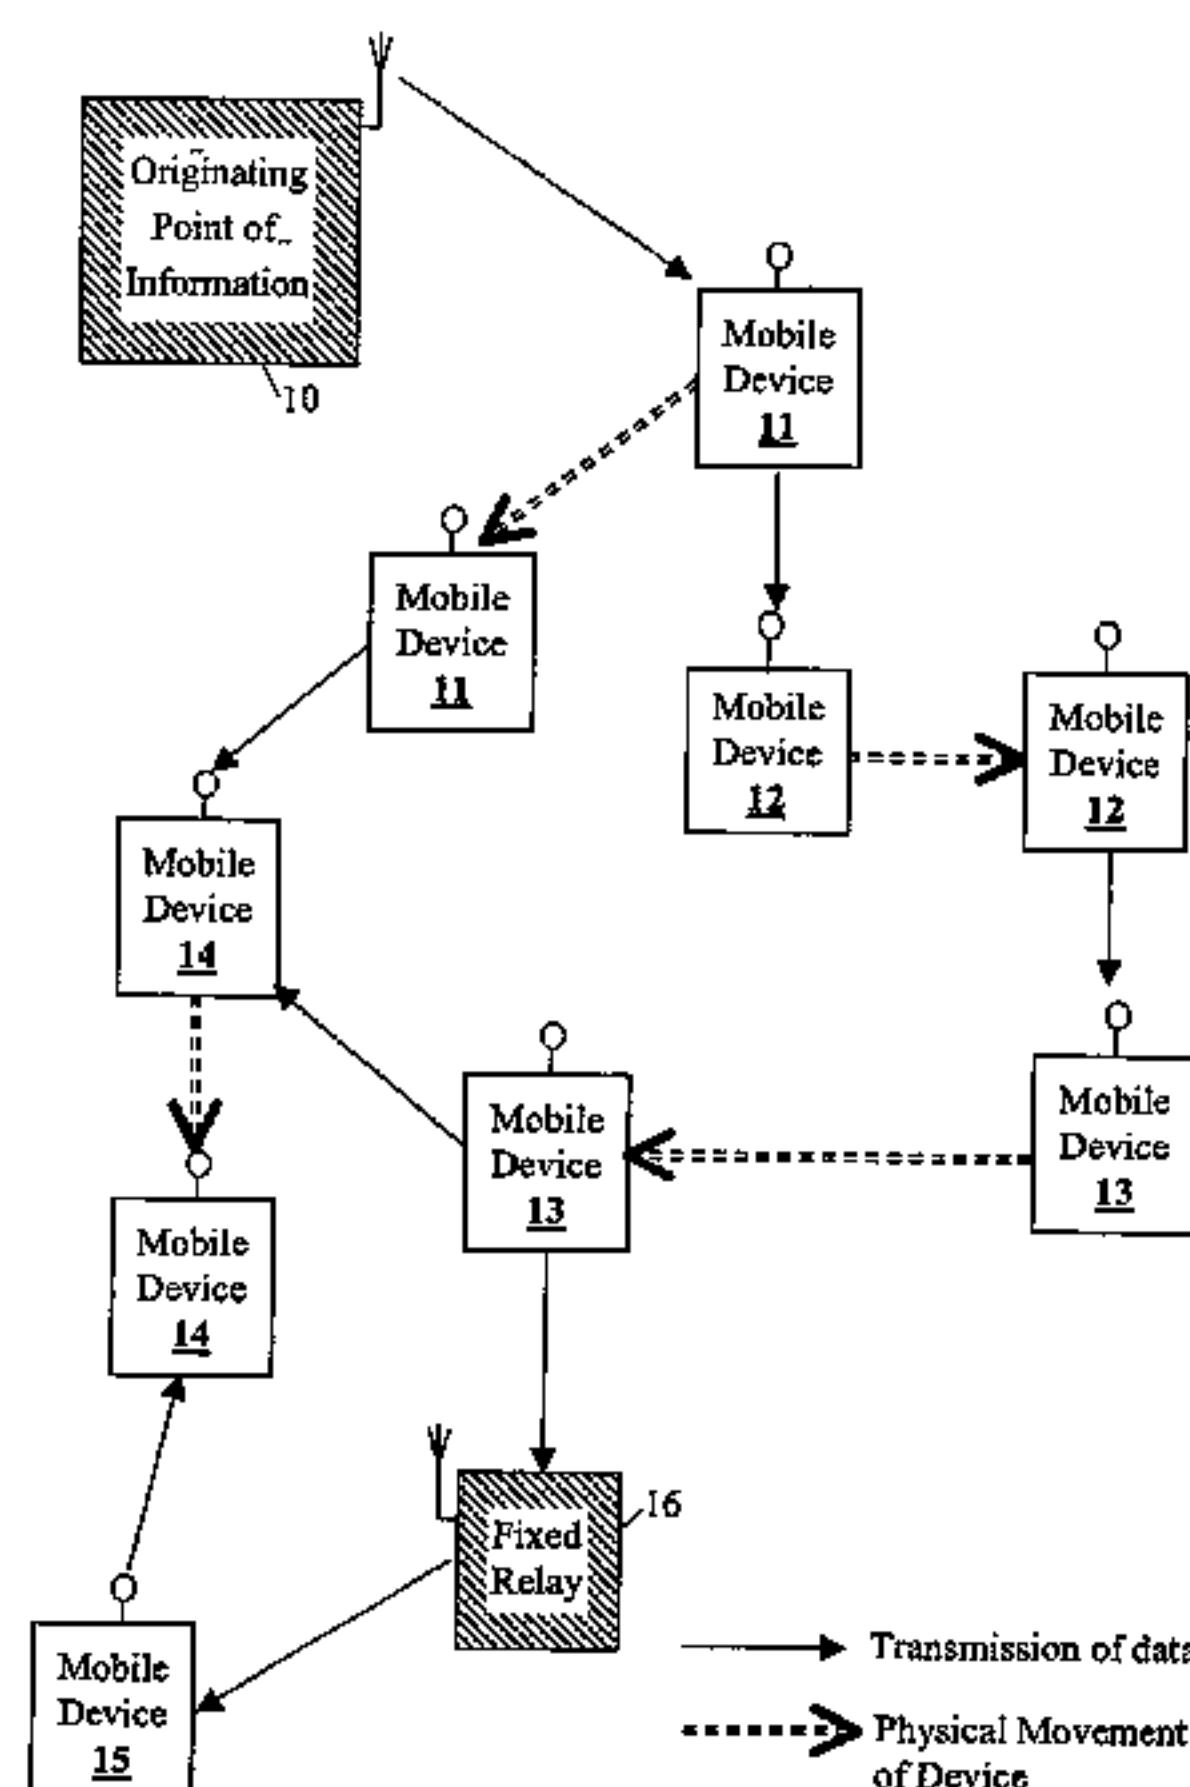 Originating
Point of
Information
10
Mobile
Device
11
Mobile
Device
11
Mobile
Device
12
Mobile
Device
12
Mobile
Device
14
Mobile
Device
13
Mobile
Device
13
Mobile
Device
14
Fixed
Relay
16
Mobile
Device
15
Transmission of data
Physical Movement
of Device